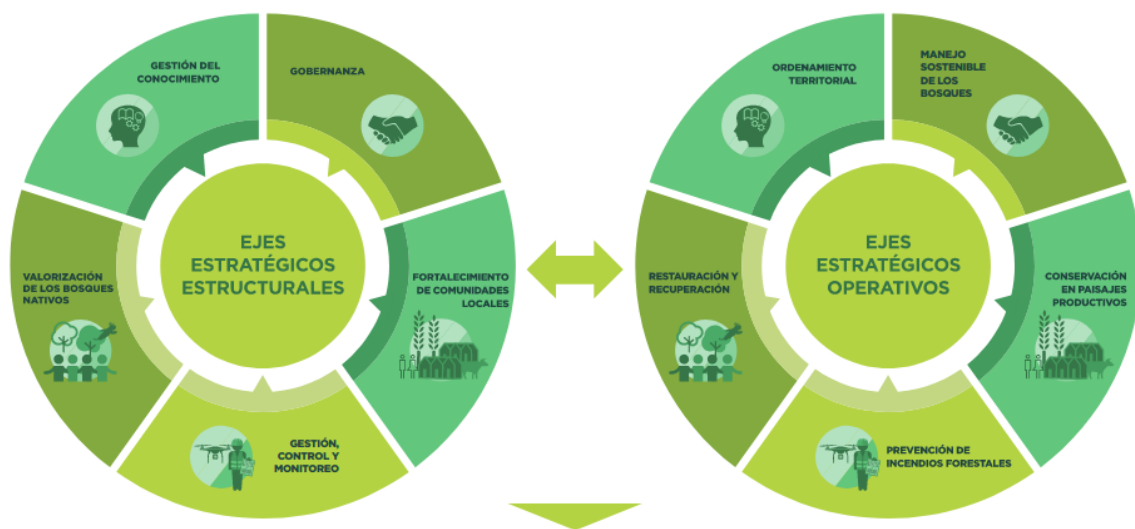 GESTIÓN DEL
CONOCIMIENTO
GOBERNANZA
VALORIZACIÓN
DE LOS BOSQUES
NATIVOS
EJES
ESTRATÉGICOS
ESTRUCTURALES
FORTALECIMIENTO
DE COMUNIDADES
LOCALES
GESTIÓN,
CONTROL Y
MONITOREO
ORDENAMIENTO
TERRITORIAL
MANEJO
SOSTENIBLE
DE LOS
BOSQUES
RESTAURACIÓN Y
RECUPERACIÓN
EJES
ESTRATÉGICOS
OPERATIVOS
CONSERVACIÓN
EN PAISAJES
PRODUCTIVOS
PREVENCIÓN DE
INCENDIOS FORESTALES